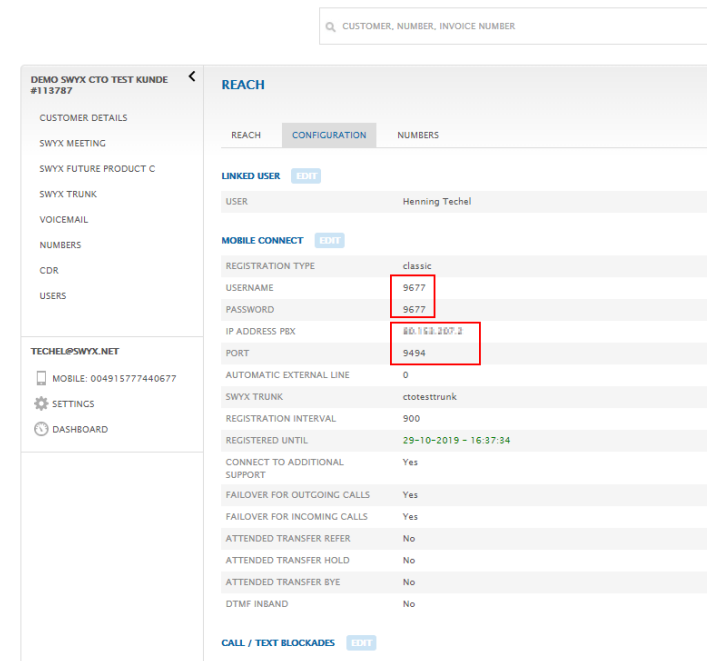 CUSTOMER, NUMBER, INVOICE NUMBER
DEMO SWYX CTO TEST KUNDE
#113787
CUSTOMER DETAILS
SWYX MEETING
SWYX FUTURE PRODUCT C
SWYX TRUNK
VOICEMAIL
NUMBERS
CDR
USERS
TECHEL@SWYX.NET
MOBILE: 004915777440677
SETTINGS
DASHBOARD
REACH
REACH CONFIGURATION NUMBERS
LINKED USER EDIT
USER Henning Techel
MOBILE CONNECT EDIT
REGISTRATION TYPE classic
USERNAME 9677
PASSWORD 9677
IP ADDRESS PBX
PORT 9494
AUTOMATIC EXTERNAL LINE 0
SWYX TRUNK ctotesttrunk
REGISTRATION INTERVAL 900
REGISTERED UNTIL 29-10-2019 - 16:37:34
CONNECT TO ADDITIONAL Yes
SUPPORT
FAILOVER FOR OUTGOING CALLS Yes
FAILOVER FOR INCOMING CALLS Yes
ATTENDED TRANSFER REFER No
ATTENDED TRANSFER HOLD No
ATTENDED TRANSFER BYE No
DTMF INBAND No
CALL / TEXT BLOCKADES EDIT